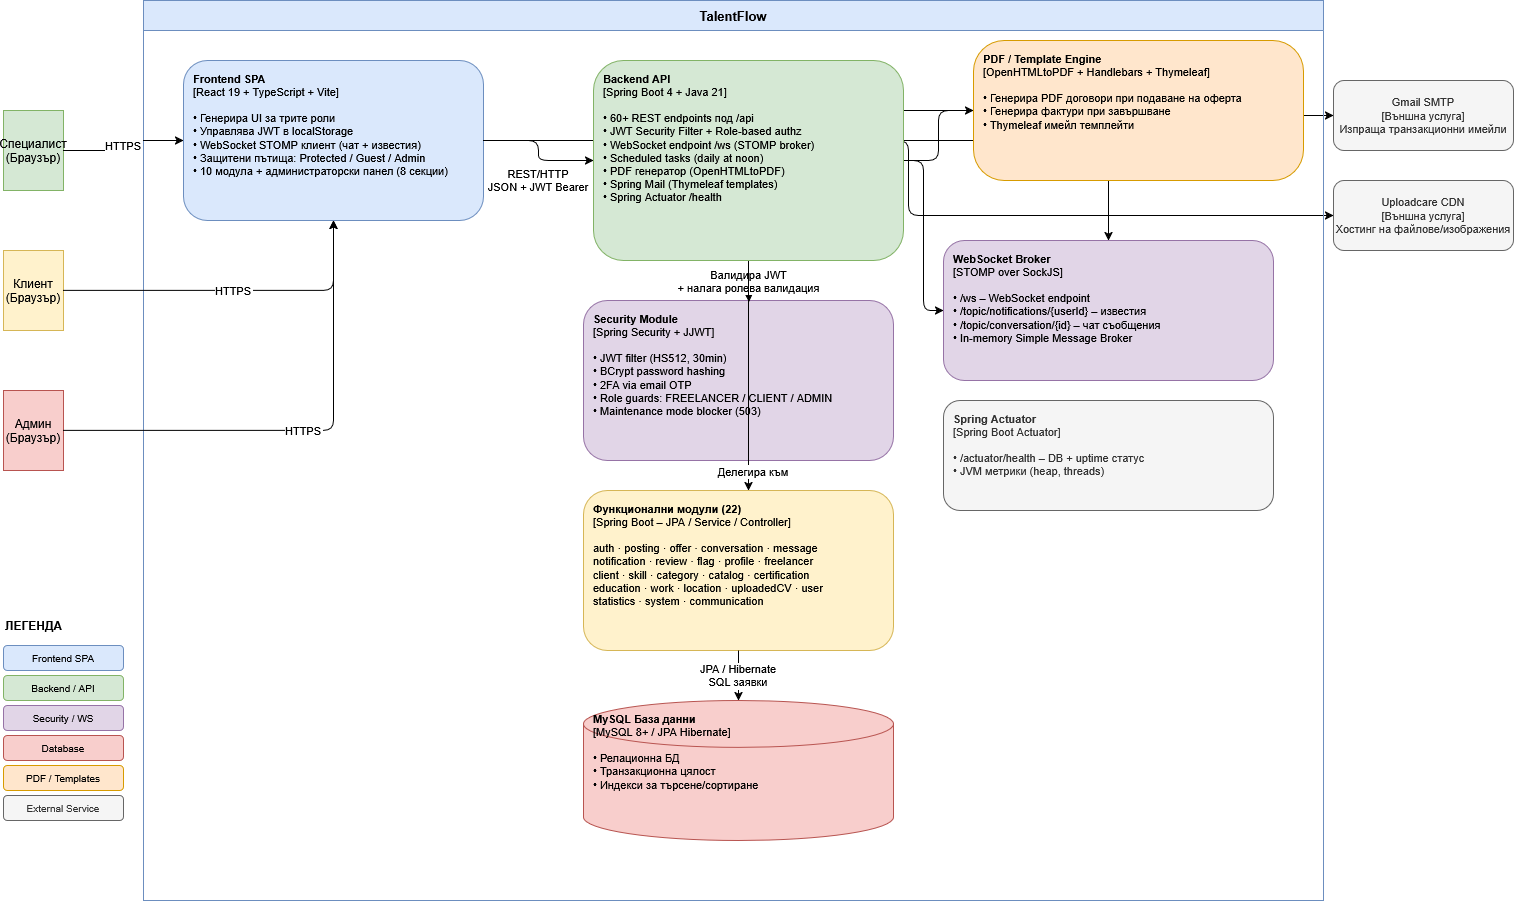 TalentFlow
Специалист
(Браузър)
HTTPS
Клиент
(Браузър)
HTTPS
Админ
(Браузър)
HTTPS
Frontend SPA
[React 19 + TypeScript + Vite]
• Генерира UI за трите роли
• Управлява JWT в localStorage
• WebSocket STOMP клиент (чат + известия)
• Защитени пътища: Protected / Guest / Admin
• 10 модула + администраторски панел (8 секции)
REST/HTTP
JSON + JWT Bearer
Backend API
[Spring Boot 4 + Java 21]
• 60+ REST endpoints под /api
• JWT Security Filter + Role-based authz
• WebSocket endpoint /ws (STOMP broker)
• Scheduled tasks (daily at noon)
• PDF генератор (OpenHTMLtoPDF)
• Spring Mail (Thymeleaf templates)
• Spring Actuator /health
Валидира JWT
+ налага ролева валидация
Security Module
[Spring Security + JJWT]
• JWT filter (HS512, 30min)
• BCrypt password hashing
• 2FA via email OTP
• Role guards: FREELANCER / CLIENT / ADMIN
• Maintenance mode blocker (503)
Делегира към
Функционални модули (22)
[Spring Boot – JPA / Service / Controller]
auth · posting · offer · conversation · message
notification · review · flag · profile · freelancer
client · skill · category · catalog · certification
education · work · location · uploadedCV · user
statistics · system · communication
JPA / Hibernate
SQL заявки
MySQL База данни
[MySQL 8+ / JPA Hibernate]
• Релационна БД
• Транзакционна цялост
• Индекси за търсене/сортиране
PDF / Template Engine
[OpenHTMLtoPDF + Handlebars + Thymeleaf]
• Генерира PDF договори при подаване на оферта
• Генерира фактури при завършване
• Thymeleaf имейл темплейти
WebSocket Broker
[STOMP over SockJS]
• /ws – WebSocket endpoint
• /topic/notifications/{userId} – известия
• /topic/conversation/{id} – чат съобщения
• In-memory Simple Message Broker
Spring Actuator
[Spring Boot Actuator]
• /actuator/health – DB + uptime статус
• JVM метрики (heap, threads)
Gmail SMTP
[Външна услуга]
Изпраща транзакционни имейли
Uploadcare CDN
[Външна услуга]
Хостинг на файлове/изображения
ЛЕГЕНДА
Frontend SPA
Backend / API
Security / WS
Database
PDF / Templates
External Service